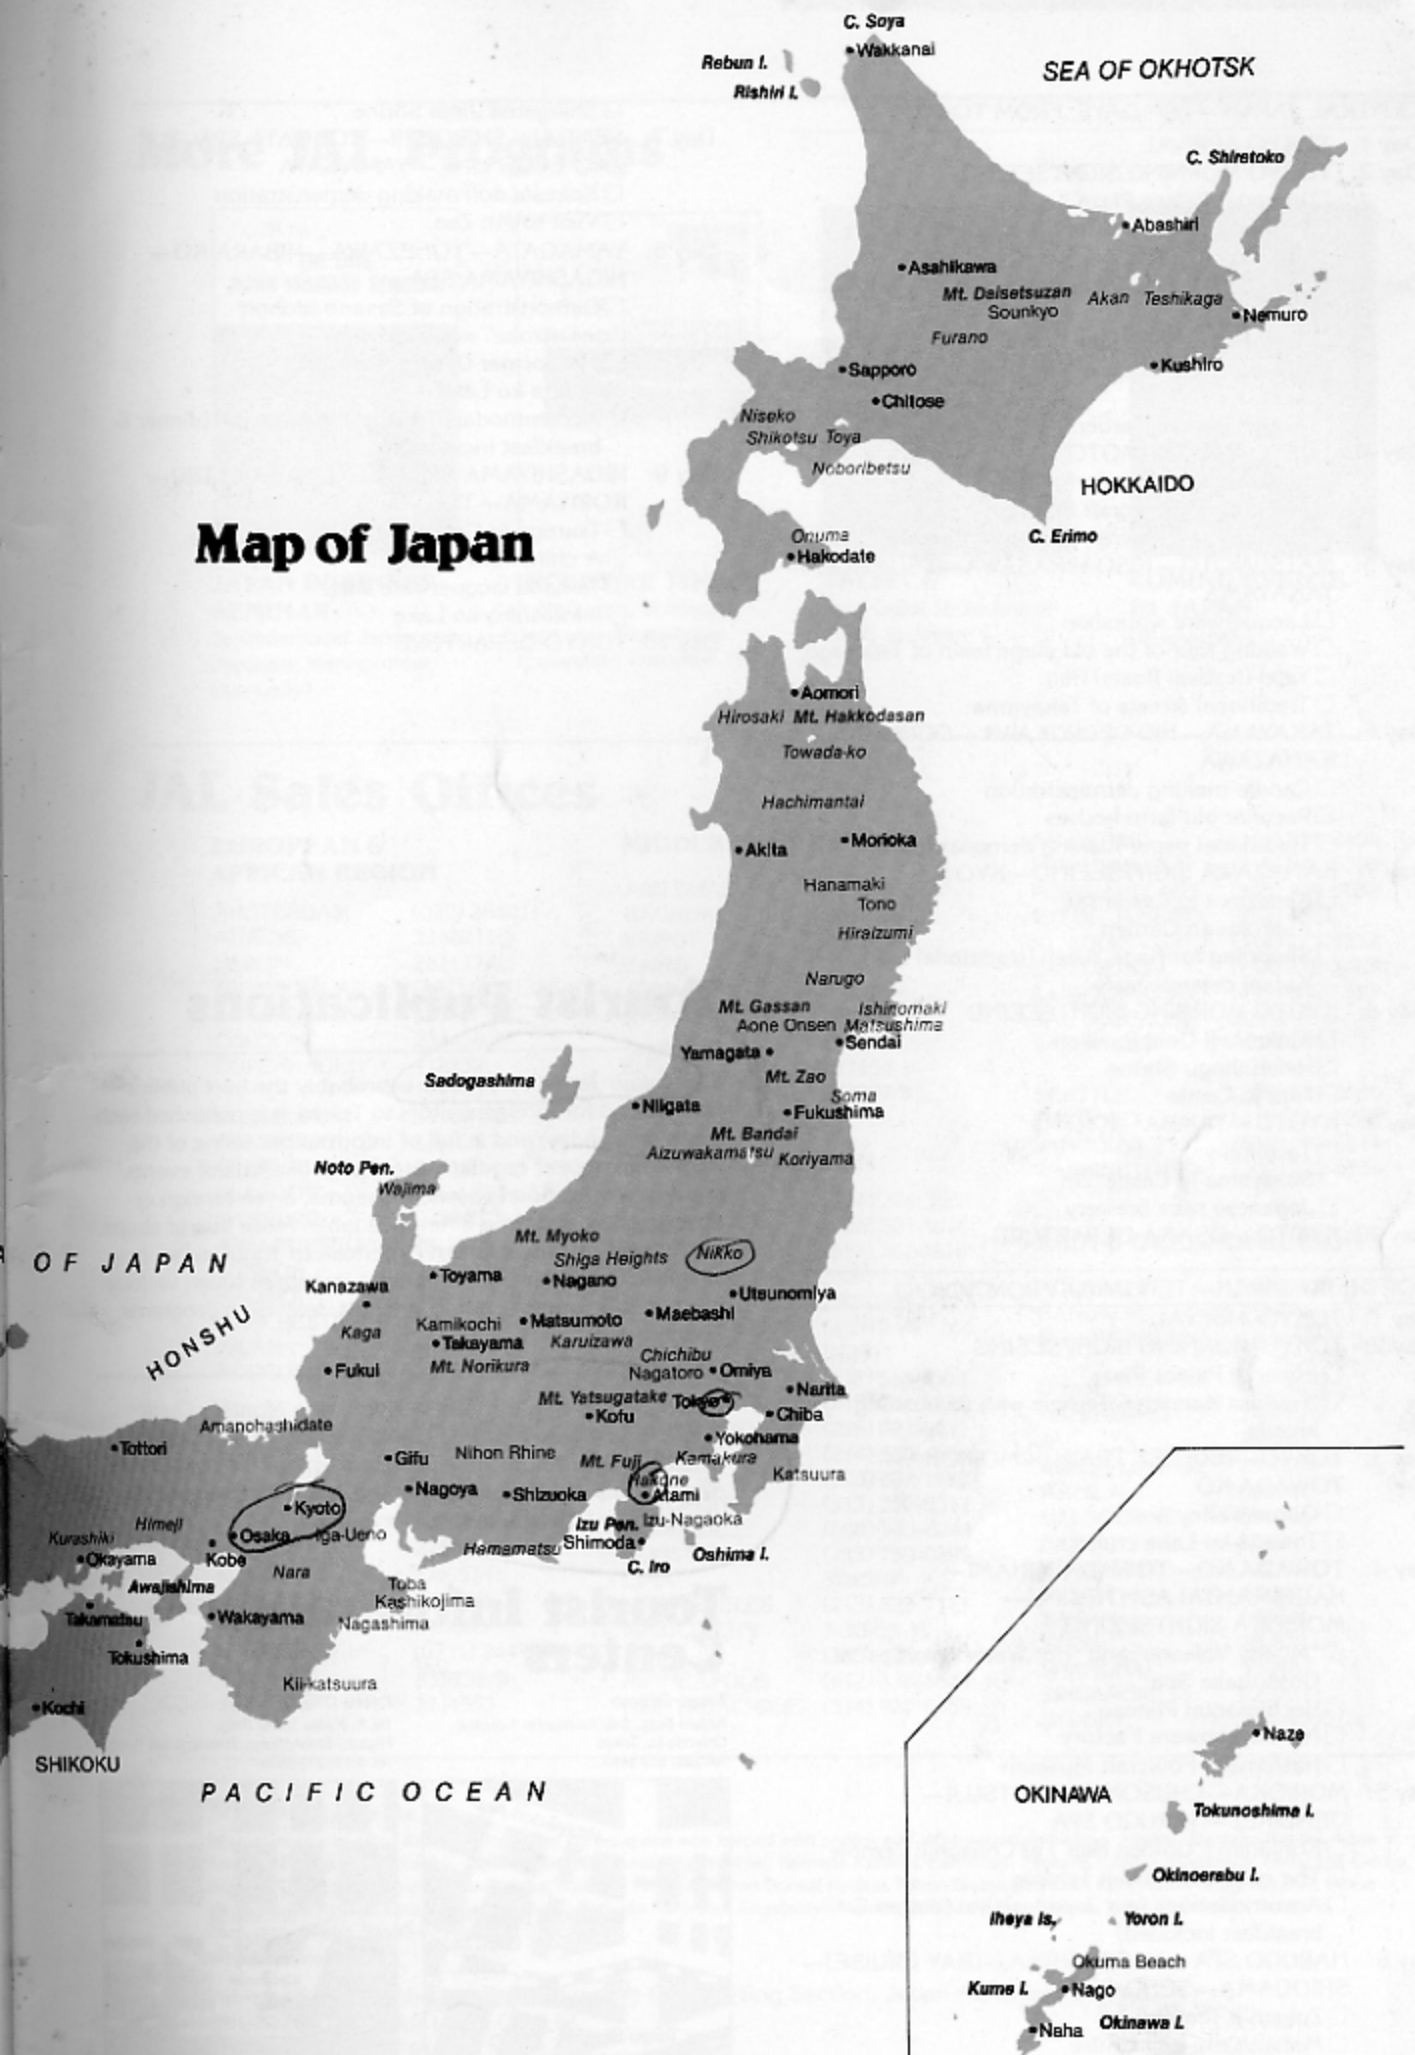 C. Soya
Wakkanai
Rebun I.
Rishiri I.
SEA OF OKHOTSK
C. Shiretoko
Abashiri
Asahikawa
Mt. Daisetsuzan
Akan
Teshikaga
Sounkyo
Nemuro
Furano
Sapporo
Kushiro
Chitose
Niseko
Shikotsu Toya
Noboribetsu
HOKKAIDO
Map of Japan
Onuma
C. Erimo
Hakodate
Aomori
Hirosaki Mt. Hakkodasan
Towada-ko
Hachimantai
Morioka
Akita
Hanamaki
Tono
Hiraizumi
Narugo
Mt. Gassan
Ishinomaki
Aone Onsen Matsushima
Sendai
Yamagata
Mt. Zao
Sadogashima
Soma
Niigata
Fukushima
Mt. Bandai
Aizuwakamatsu
Koriyama
Noto Pen.
Wajima
Mt. Myoko
Shiga Heights
Nikko
OF JAPAN
Toyama
Nagano
Kanazawa
Utsunomiya
Maebashi
HONSHU
Kamikochi
Matsumoto
Kaga
Takayama
Karuizawa
Chichibu
Fukui
Mt. Norikura
Nagatoro
Omiya
Narita
Mt. Yatsugatake
Tokyo
Kofu
Chiba
Amanohashidate
Yokohama
Tottori
Gifu
Nihon Rhine
Mt. Fuji
Kamakura
Hakone
Katsuura
Nagoya
Shizuoka
Atami
Kyoto
Izu Pen.
Izu-Nagaoka
Himeji
Osaka
Iga-Ueno
Kurashiki
Hamamatsu
Shimoda
Okayama
Kobe
Oshima I.
C. Iro
Nara
Awajishima
Toba
Kashikojima
Takamatsu
Wakayama
Nagashima
Tokushima
Kii-katsuura
Kochi
SHIKOKU
PACIFIC OCEAN
Naze
OKINAWA
Tokunoshima I.
Okinoerabu I.
Iheya Is.
Yoron I.
Okuma Beach
Kume I.
Nago
Naha
Okinawa I.